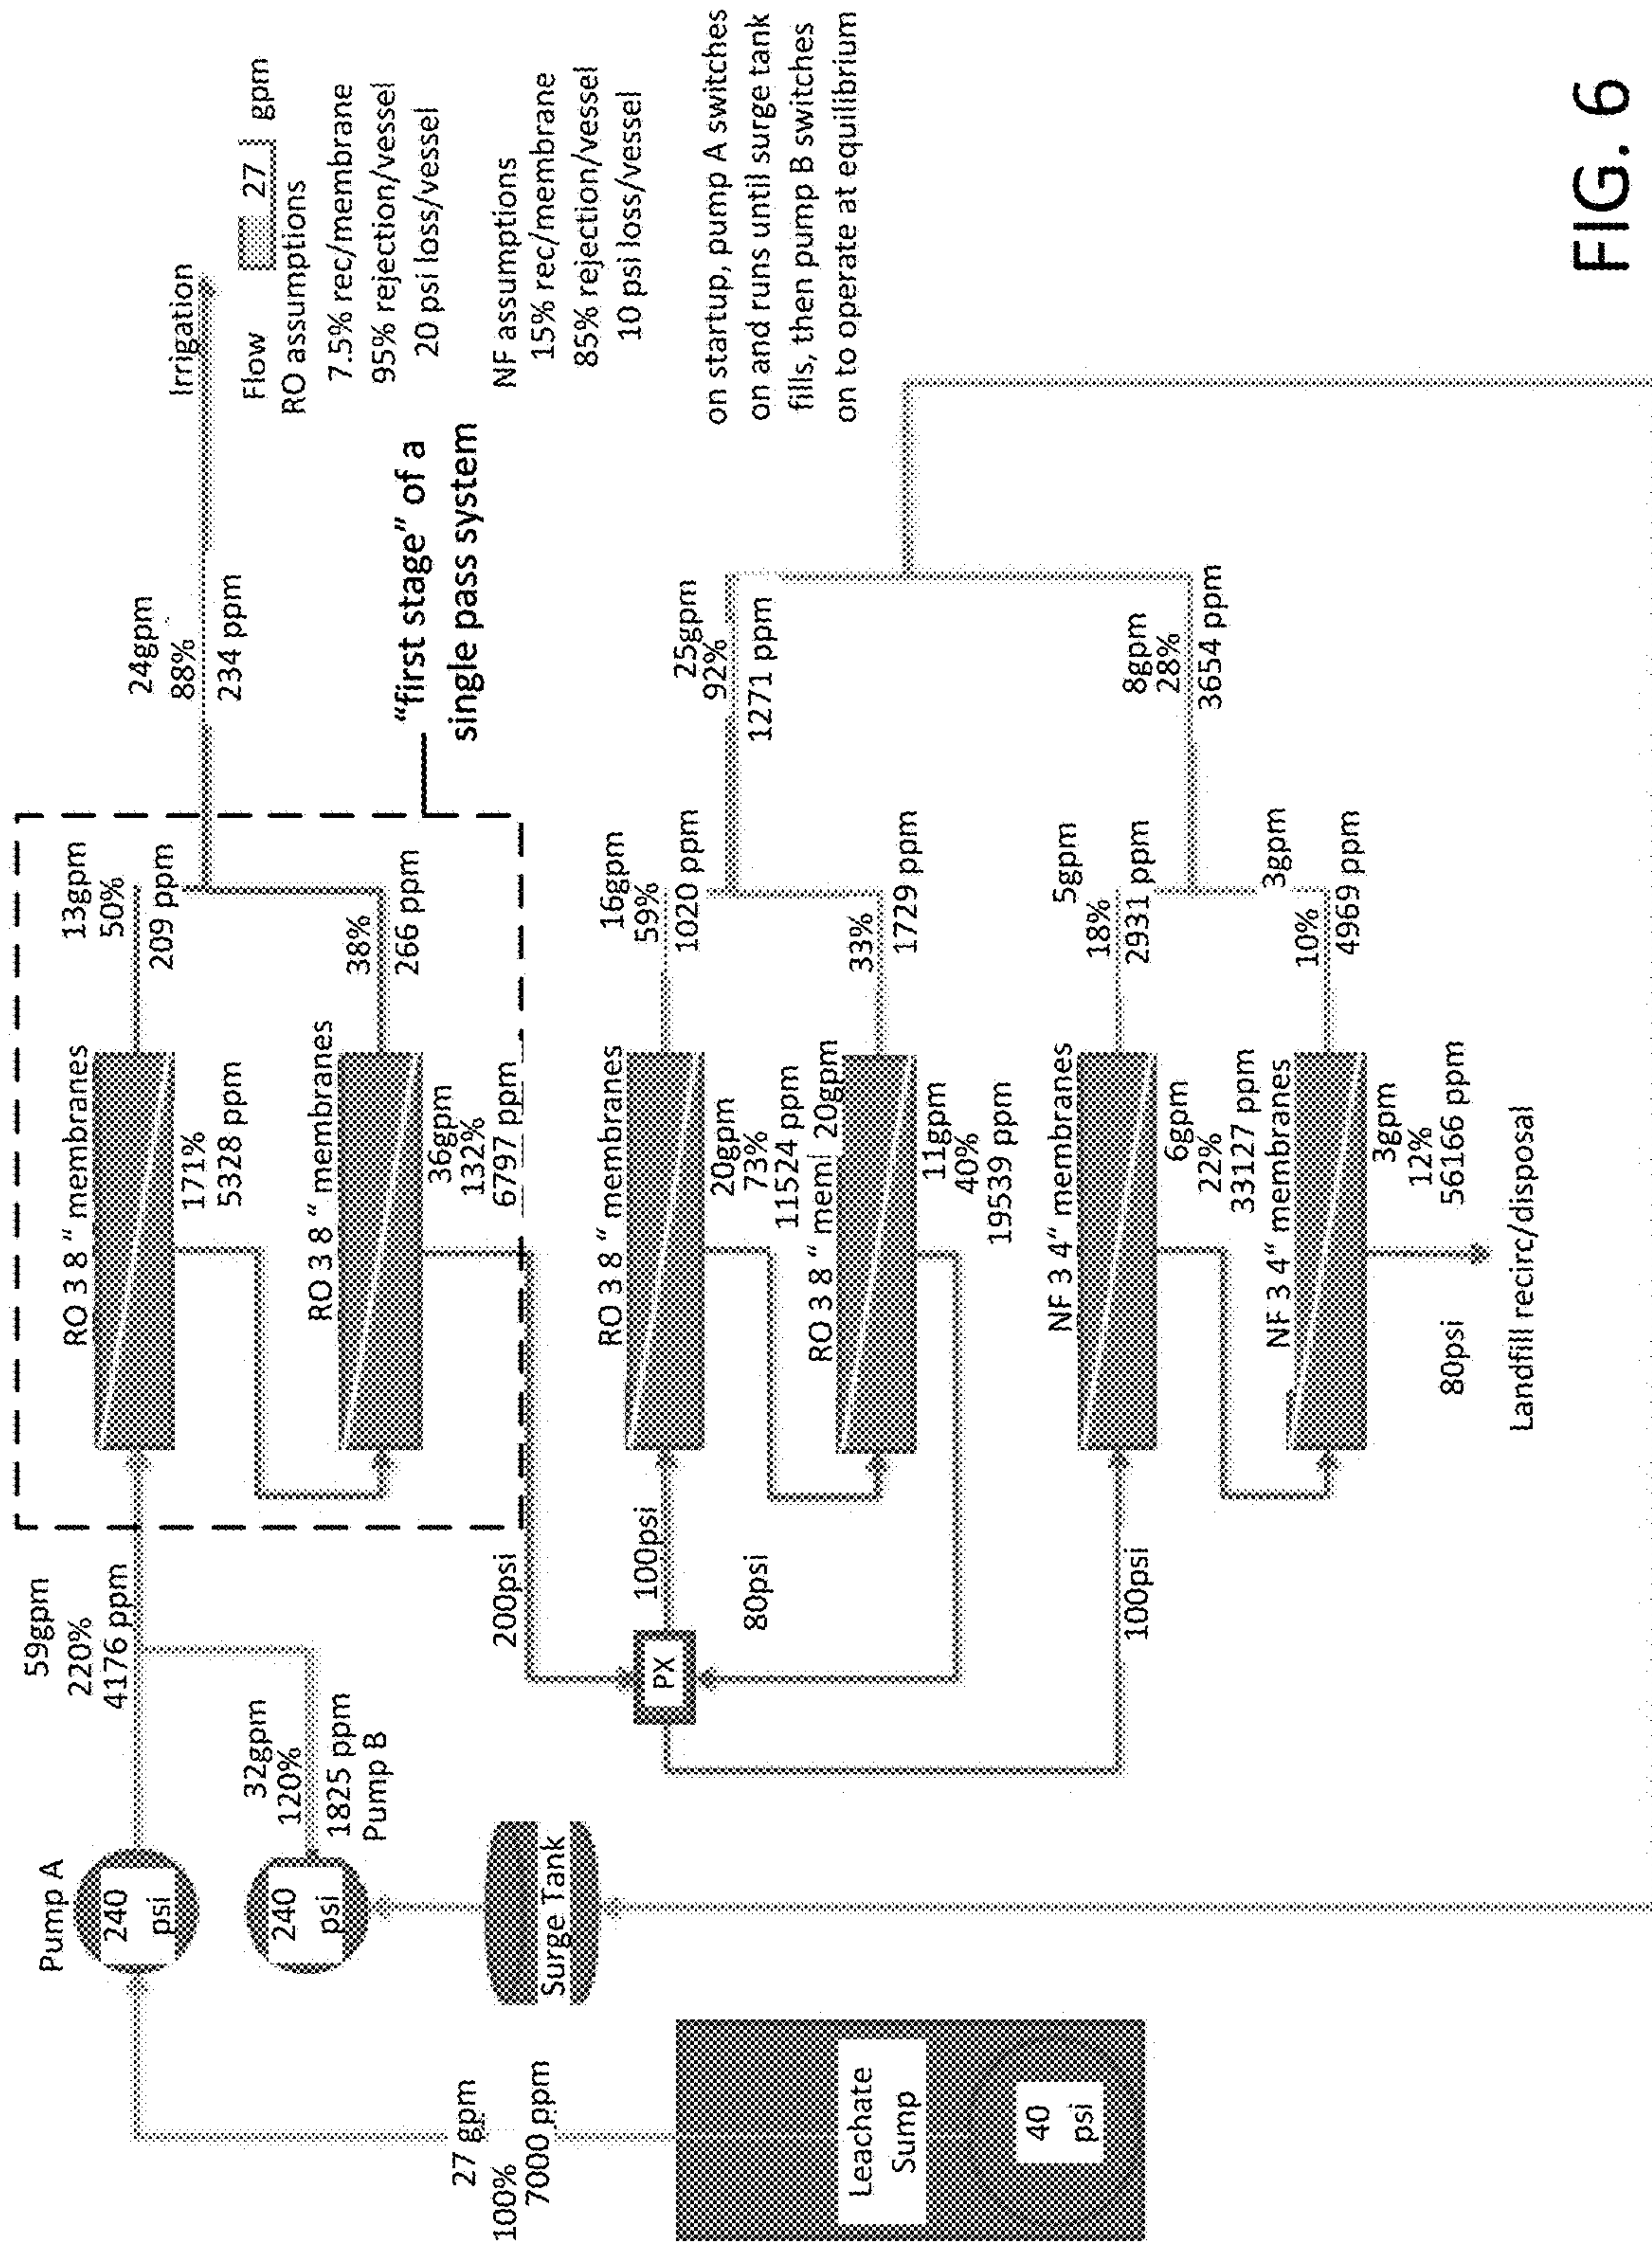 Pump A
240
psi
59gpm
220%
4176 ppm
240
psi
32gpm
120%
1825 ppm
Pump B
Surge Tank
27 gpm
100%
7000 ppm
Leachate
Sump
40
psi
RO 3 8 " membranes
13gpm
50%
209 ppm
171%
5328 ppm
RO 3 8 " membranes
38%
266 ppm
36gpm
132%
6797 ppm
24gpm
88%
234 ppm
Irrigation
"first stage" of a
single pass system
Flow 27 gpm
RO assumptions
7.5% rec/membrane
95% rejection/vessel
20 psi loss/vessel
NF assumptions
15% rec/membrane
85% rejection/vessel
10 psi loss/vessel
on startup, pump A switches
on and runs until surge tank
fills, then pump B switches
on to operate at equilibrium
200psi
PX
100psi
80psi
RO 3 8 " membranes
16gpm
59%
1020 ppm
20gpm
73%
11524 ppm
RO 3 8 " meml 20gpm
33%
1729 ppm
11gpm
40%
19539 ppm
25gpm
92%
1271 ppm
100psi
NF 3 4" membranes
5gpm
18%
2931 ppm
6gpm
22%
33127 ppm
NF 3 4" membranes
3gpm
10%
4969 ppm
3gpm
12%
56166 ppm
8gpm
28%
3654 ppm
80psi
Landfill recirc/disposal
FIG. 6